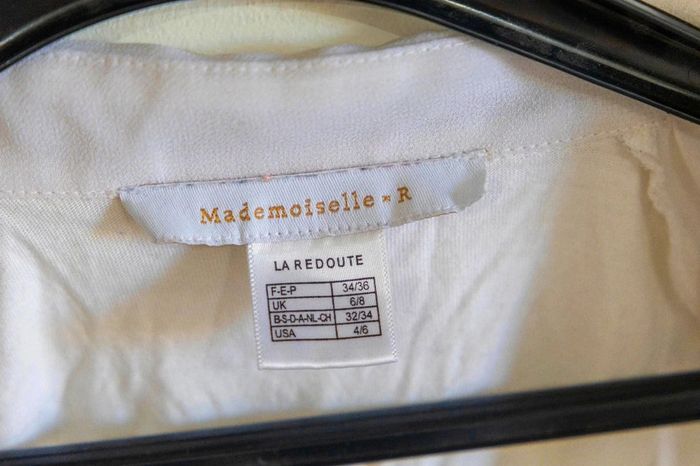 Mademoiselle * R
LA REDOUTE
F-E-P 34/36
UK 6/8
B-S-D-A-NL-CH 32/34
USA 4/6